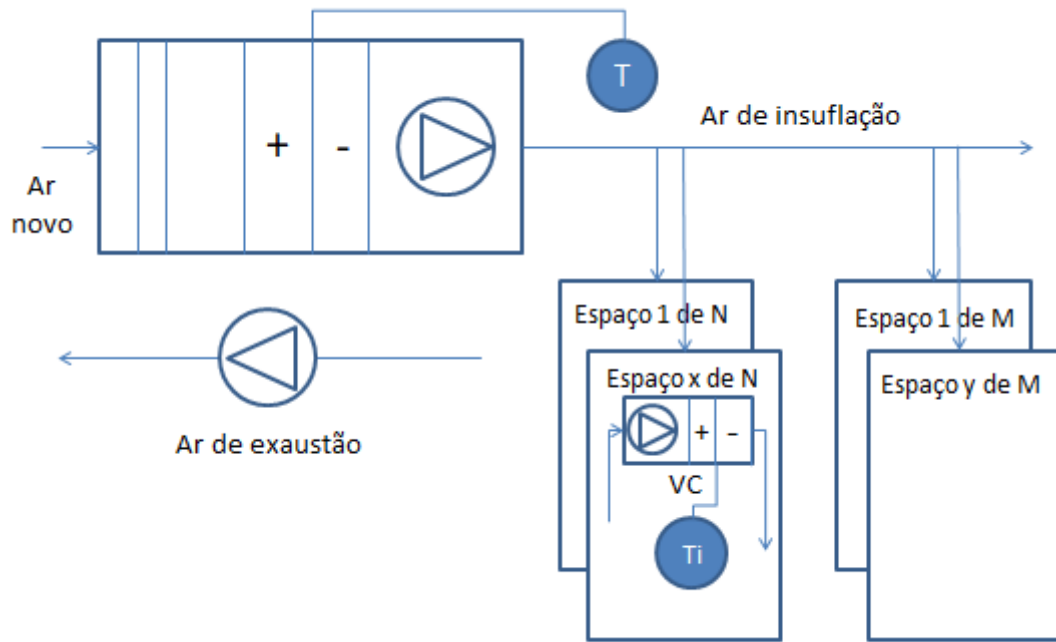 T
Ar de insuflação
+ -
Ar
novo
Espaço 1 de N
Espaço 1 de M
Espaço x de N
Espaço y de M
+ -
Ar de exaustão
VC
Ti